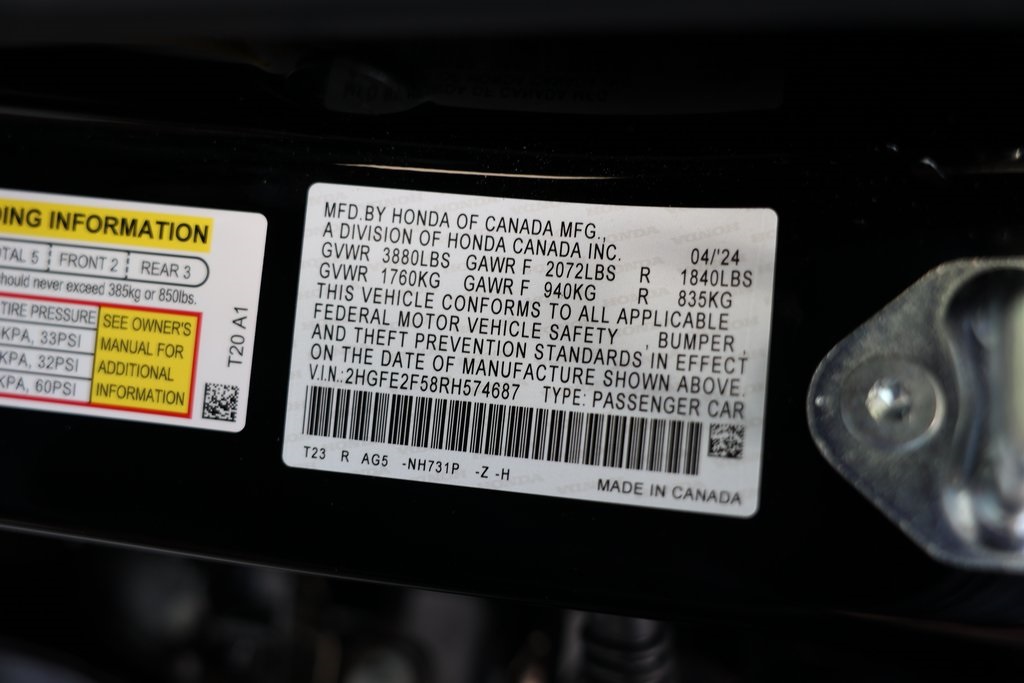 ING INFORMATION
OTAL 5 FRONT 2 REAR 3
should never exceed 385kg or 850lbs.
TIRE PRESSURE
KPA, 33PSI
KPA, 32PSI
KPA, 60PSI
SEE OWNER'S
MANUAL FOR
ADDITIONAL
INFORMATION
T20 A1
MFD.BY HONDA OF CANADA MFG.,
A DIVISION OF HONDA CANADA INC. 04/'24
GVWR 3880LBS GAWR F 2072LBS R 1840LBS
GVWR 1760KG GAWR F 940KG R 835KG
THIS VEHICLE CONFORMS TO ALL APPLICABLE
FEDERAL MOTOR VEHICLE SAFETY , BUMPER ,
AND THEFT PREVENTION STANDARDS IN EFFECT
ON THE DATE OF MANUFACTURE SHOWN ABOVE.
V.I.N.:2HGFE2F58RH574687 TYPE: PASSENGER CAR
T23 R AG5 -NH731P -Z -H
MADE IN CANADA